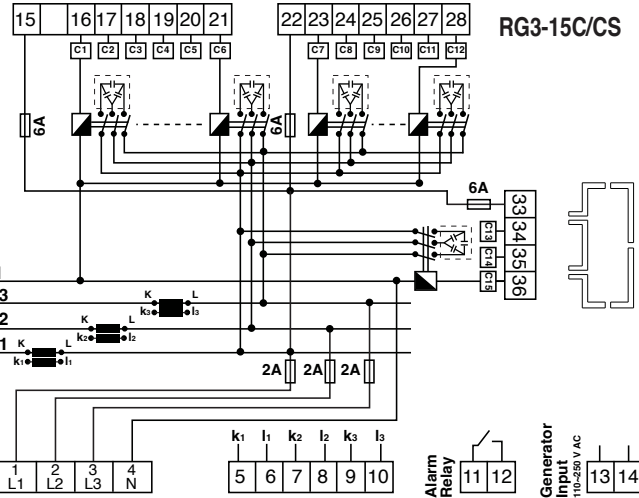 15 16 17 18 19 20 21 22 23 24 25 26 27 28 RG3-15C/CS
C1 C2 C3 C4 C5 C6 C7 C8 C9 C10 C11 C12
6A 6A
6A
33
C13 34
C14 35
C15 36
3 K L
k3 l3
2 K L
k2 l2
1 K L
k1 l1
2A 2A 2A
1 2 3 4
L1 L2 L3 N
k1 l1 k2 l2 k3 l3
5 6 7 8 9 10
Alarm
Relay
11 12
Generator
Input
110~250 V AC
13 14